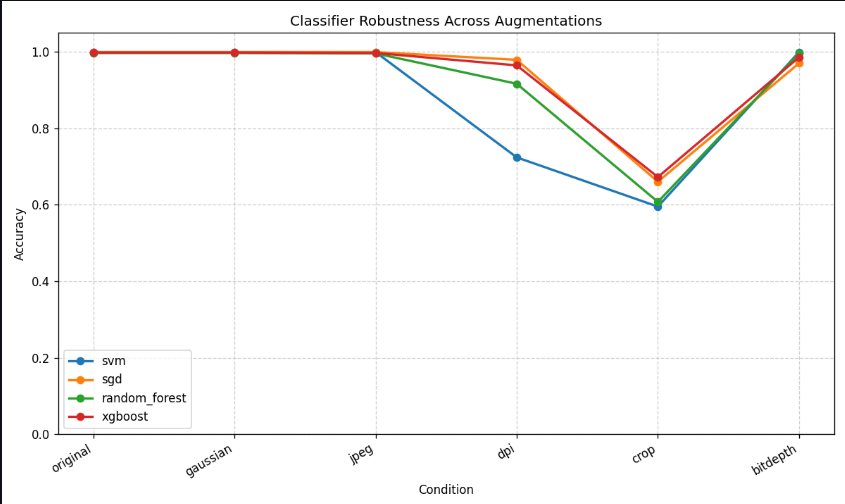 Classifier Robustness Across Augmentations
Accuracy
1.0
0.8
0.6
0.4
0.2
0.0
svm
sgd
random_forest
xgboost
original
gaussian
jpeg
dpi
crop
bitdepth
Condition